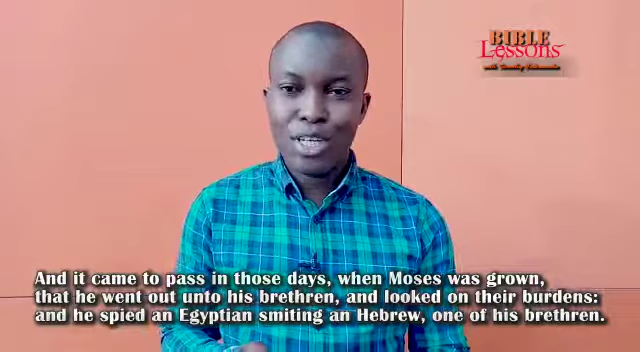 BIBLE
Lessons
with Timothy
And it came to pass in those days, when Moses was grown,
that he went out unto his brethren, and looked on their burdens:
and he spied an Egyptian smiting an Hebrew, one of his brethren.